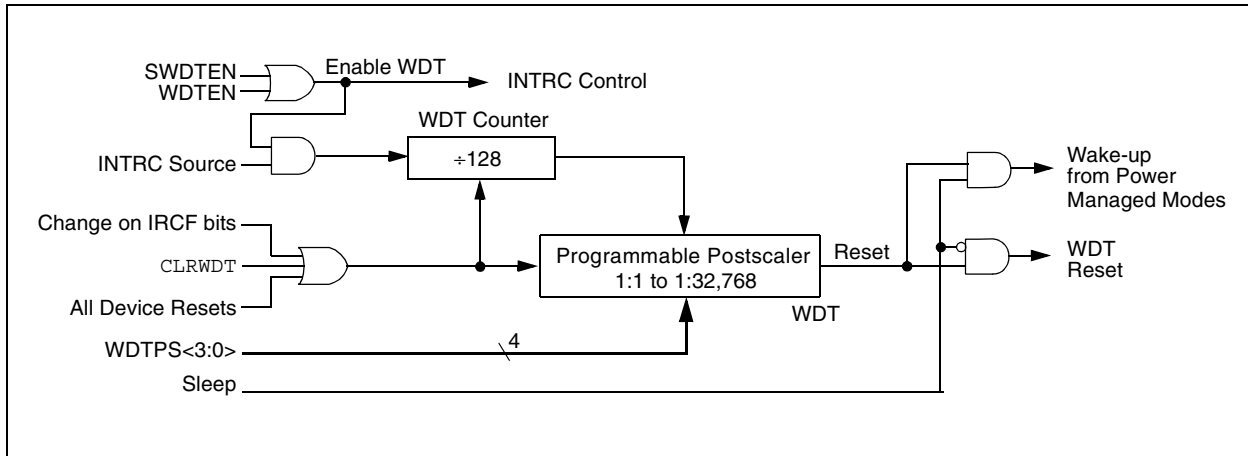 SWDTEN
WDTEN
Enable WDT
INTRC Control
WDT Counter
÷128
INTRC Source
Wake-up
from Power
Managed Modes
Change on IRCF bits
CLRWDT
All Device Resets
Programmable Postscaler
1:1 to 1:32,768
Reset
WDT
Reset
WDT
WDTPS<3:0>
4
Sleep